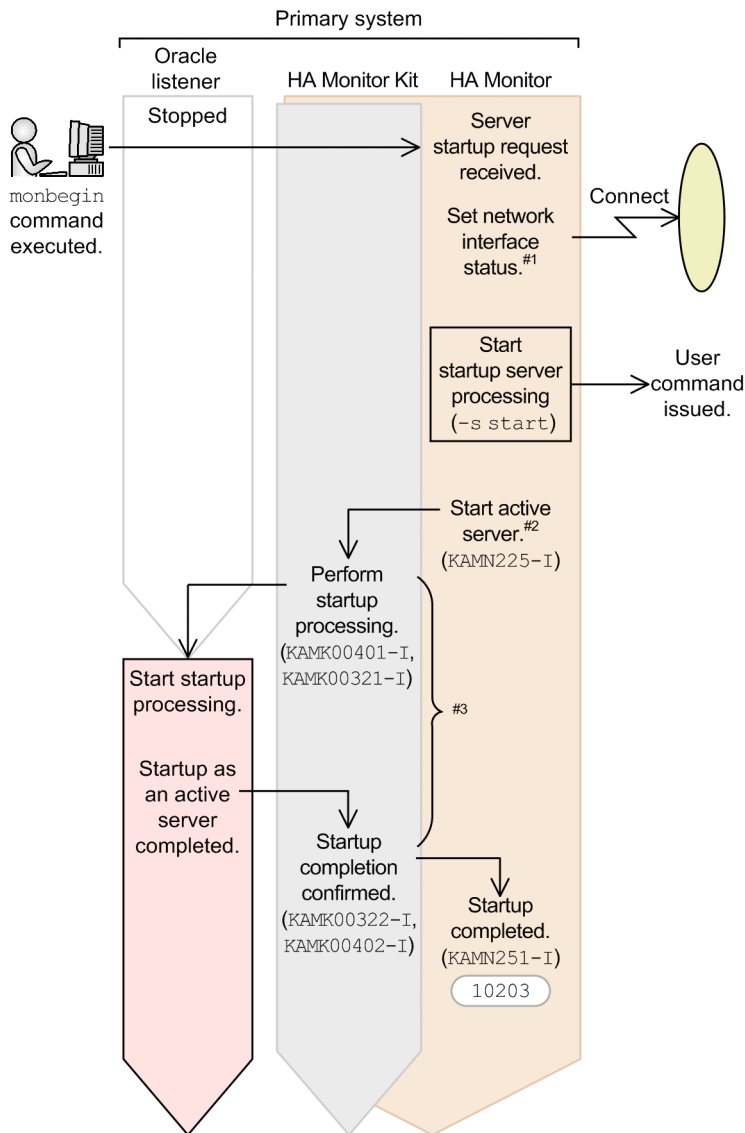 Primary system
Oracle
listener
HA Monitor Kit
HA Monitor
Stopped
Server
startup request
received.
monbegin
command
executed.
Connect
Set network
interface
status.#1
Start
startup server
processing
(-s start)
User
command
issued.
Start active
server.#2
(KAMN225-I)
Perform
startup
processing.
(KAMK00401-I,
KAMK00321-I)
Start startup
processing.
#3
Startup as
an active
server
completed.
Startup
completion
confirmed.
(KAMK00322-I,
KAMK00402-I)
Startup
completed.
(KAMN251-I)
10203